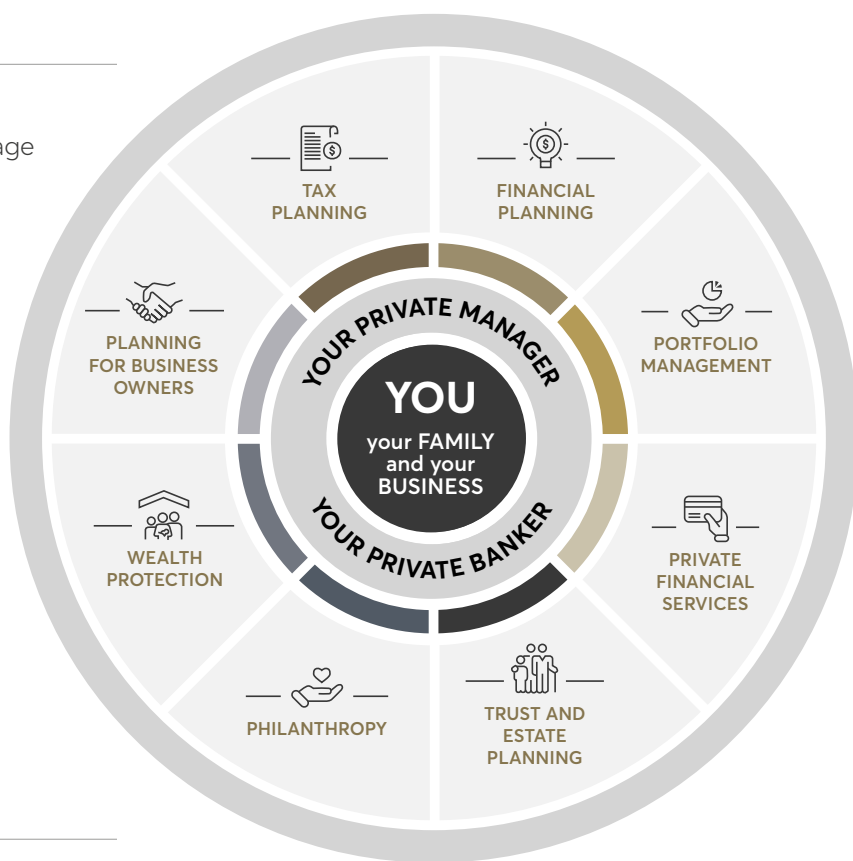 age
TAX
PLANNING
FINANCIAL
PLANNING
PLANNING
FOR BUSINESS
OWNERS
PORTFOLIO
MANAGEMENT
YOUR PRIVATE MANAGER
YOU
your FAMILY
and your
BUSINESS
YOUR PRIVATE BANKER
WEALTH
PROTECTION
PRIVATE
FINANCIAL
SERVICES
PHILANTHROPY
TRUST AND
ESTATE
PLANNING